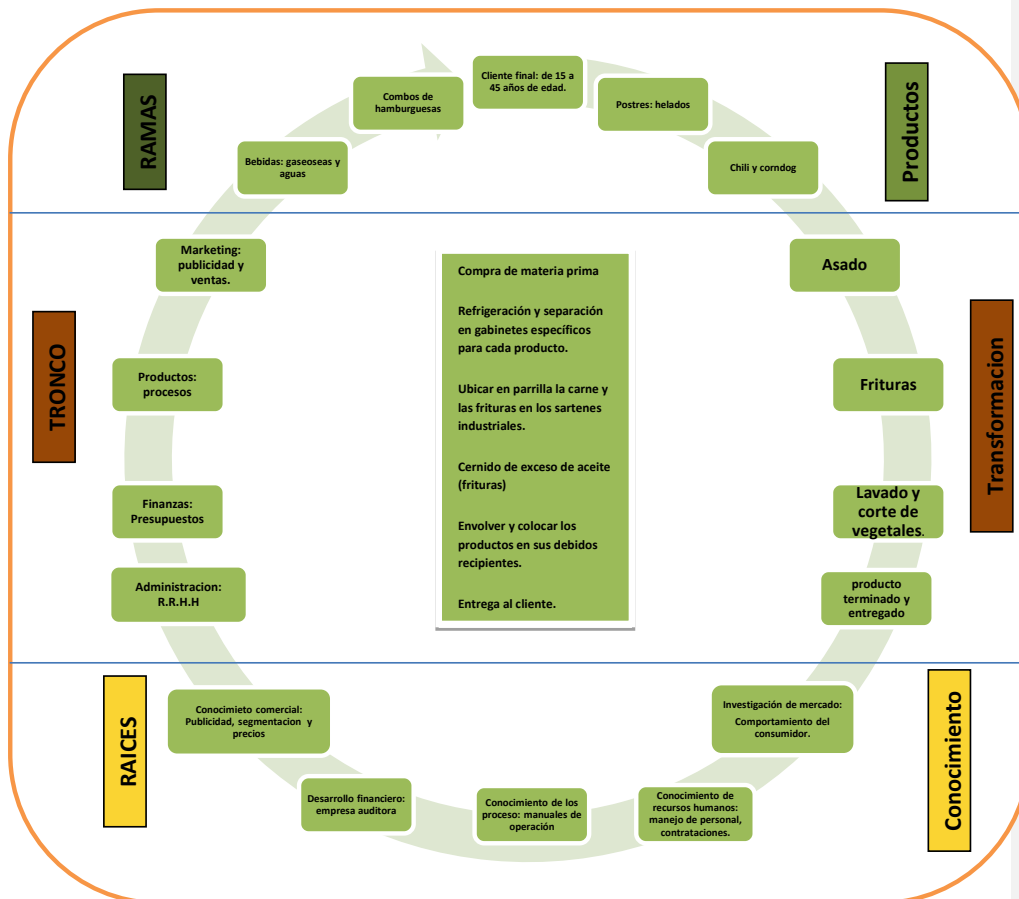 RAMAS
Productos
Cliente final: de 15 a
45 años de edad.
Combos de
hamburguesas
Postres: helados
Bebidas: gaseoseas y
aguas
Chili y corndog
TRONCO
Transformacion
Marketing:
publicidad y
ventas.
Asado
Productos:
procesos
Frituras
Finanzas:
Presupuestos
Lavado y
corte de
vegetales.
Administracion:
R.R.H.H
producto
terminado y
entregado
Compra de materia prima
Refrigeración y separación
en gabinetes específicos
para cada producto.
Ubicar en parrilla la carne y
las frituras en los sartenes
industriales.
Cernido de exceso de aceite
(frituras)
Envolver y colocar los
productos en sus debidos
recipientes.
Entrega al cliente.
RAICES
Conocimiento
Conocimieto comercial:
Publicidad, segmentacion y
precios
Investigación de mercado:
Comportamiento del
consumidor.
Desarrollo financiero:
empresa auditora
Conocimiento de los
proceso: manuales de
operación
Conocimiento de
recursos humanos:
manejo de personal,
contrataciones.